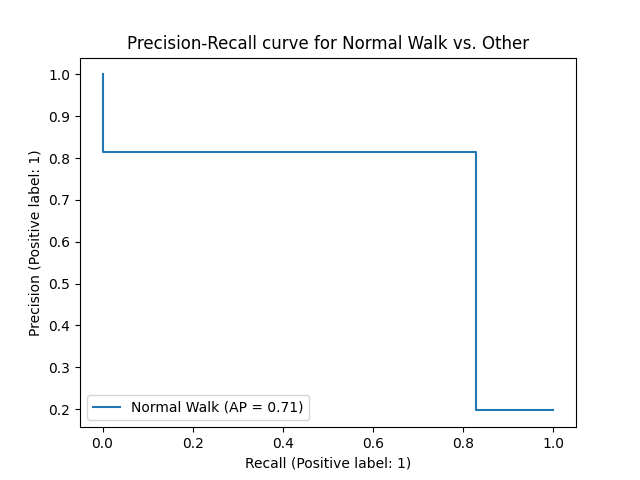 Precision-Recall curve for Normal Walk vs. Other
1.0
0.9
0.8
0.7
0.6
0.5
0.4
0.3
0.2
Precision (Positive label: 1)
Normal Walk (AP = 0.71)
0.0 0.2 0.4 0.6 0.8 1.0
Recall (Positive label: 1)